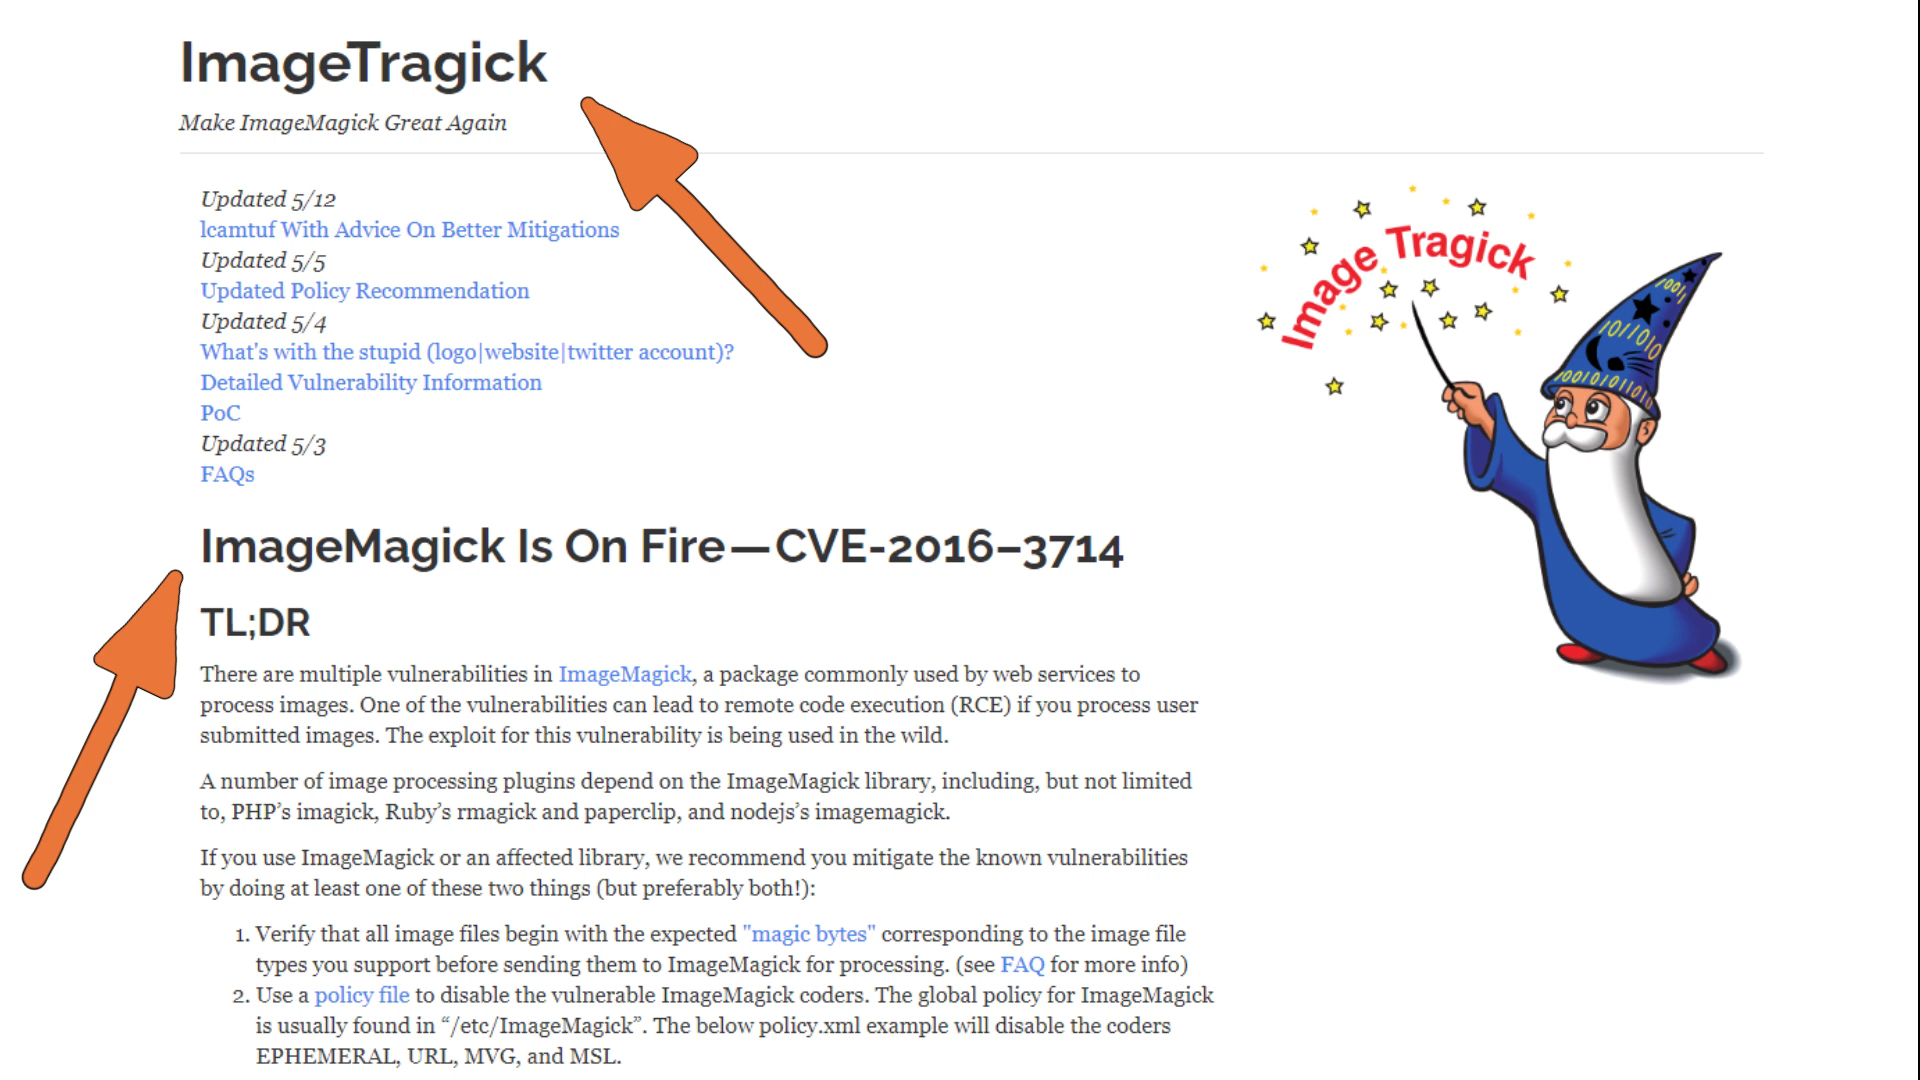 ImageTragick
Make ImageMagick Great Again
Updated 5/12
lcamtuf With Advice On Better Mitigations
Updated 5/5
Updated Policy Recommendation
Updated 5/4
What's with the stupid (logo|website|twitter account)?
Detailed Vulnerability Information
PoC
Updated 5/3
FAQs
Image Tragick
10011
1011010
100101011010
ImageMagick Is On Fire — CVE-2016–3714
TL;DR
There are multiple vulnerabilities in ImageMagick, a package commonly used by web services to
process images. One of the vulnerabilities can lead to remote code execution (RCE) if you process user
submitted images. The exploit for this vulnerability is being used in the wild.
A number of image processing plugins depend on the ImageMagick library, including, but not limited
to, PHP’s imagick, Ruby’s rmagick and paperclip, and nodejs’s imagemagick.
If you use ImageMagick or an affected library, we recommend you mitigate the known vulnerabilities
by doing at least one of these two things (but preferably both!):
1. Verify that all image files begin with the expected "magic bytes" corresponding to the image file
types you support before sending them to ImageMagick for processing. (see FAQ for more info)
2. Use a policy file to disable the vulnerable ImageMagick coders. The global policy for ImageMagick
is usually found in “/etc/ImageMagick”. The below policy.xml example will disable the coders
EPHEMERAL, URL, MVG, and MSL.